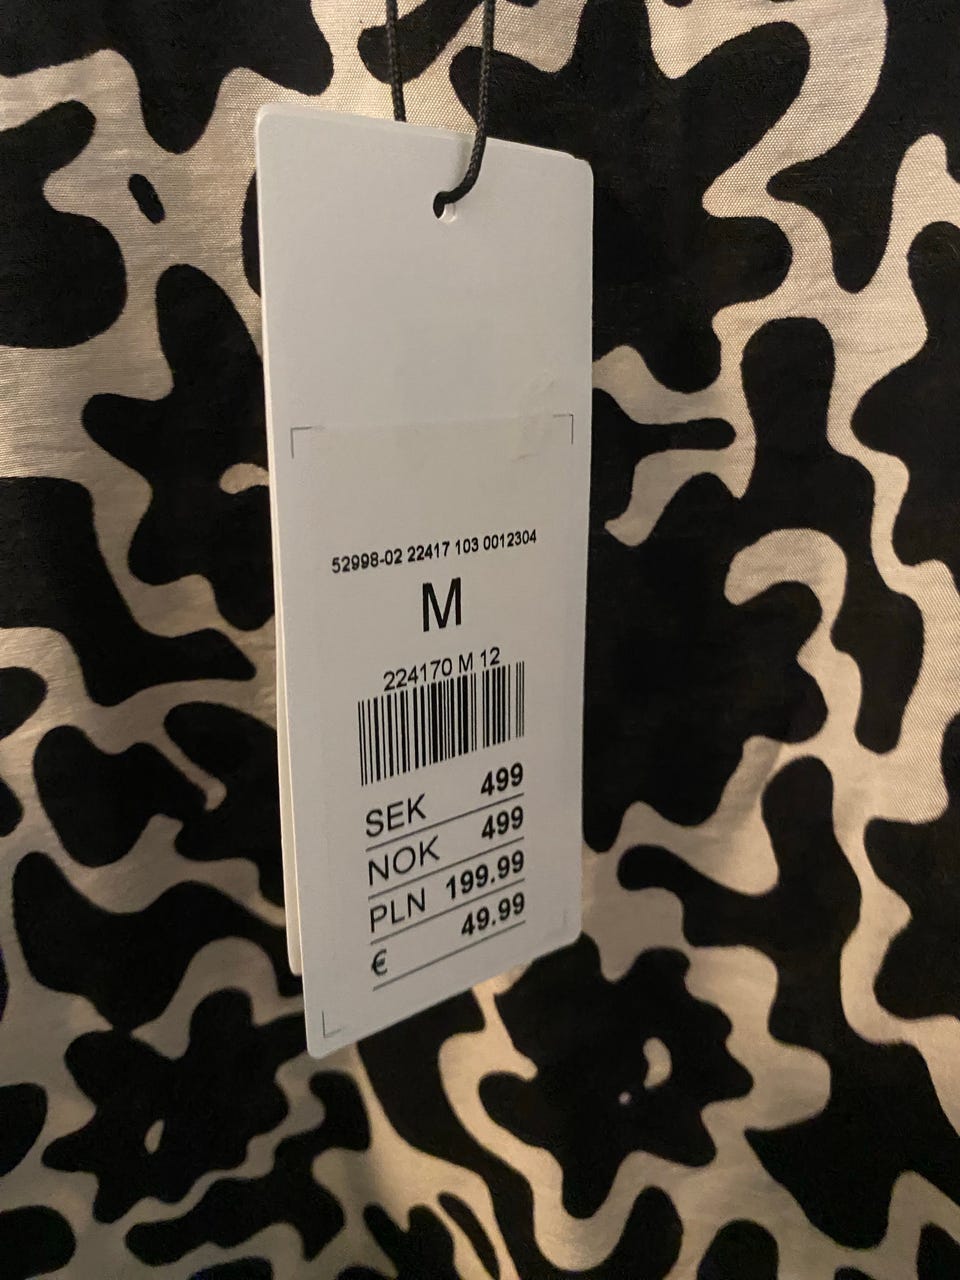 52998-02 22417 103 0012304
M
224170 M 12
SEK 499
NOK 499
PLN 199.99
€ 49.99